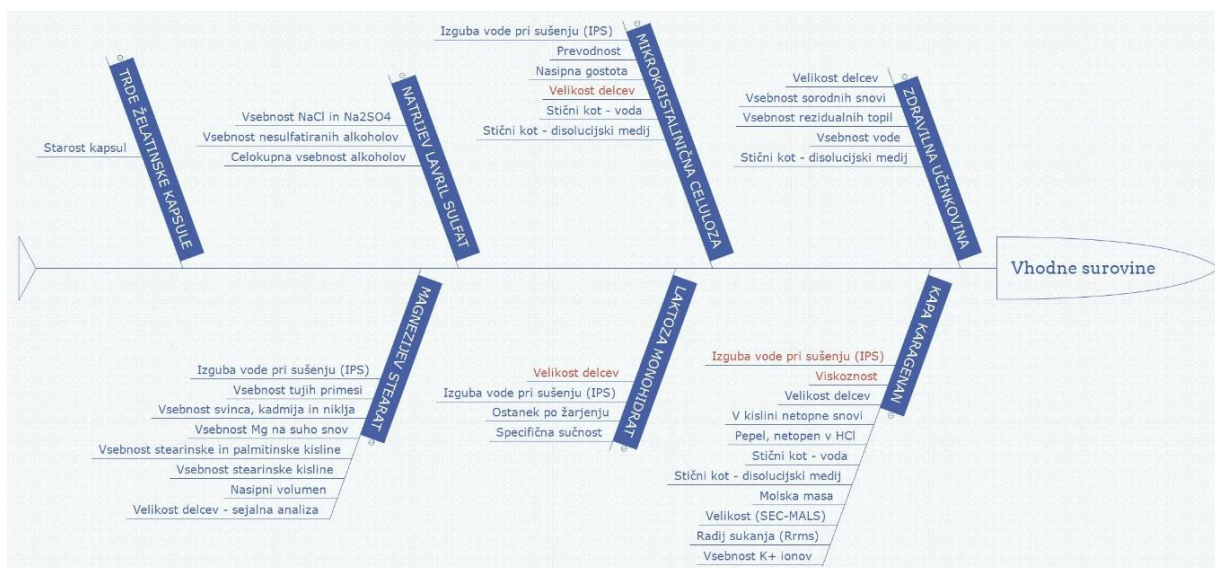 TRDE ŽELATINSKE KAPSULE
Starost kapsul
NATRIJEV LAVRIL SULFAT
Vsebnost NaCl in Na2SO4
Vsebnost nesulfatiranih alkoholov
Celokupna vsebnost alkoholov
MIKROKRISTALINIČNA CELULOZA
Izguba vode pri sušenju (IPS)
Prevodnost
Nasipna gostota
Velikost delcev
Stični kot - voda
Stični kot - disolucijski medij
ZDRAVILNA UČINKOVINA
Velikost delcev
Vsebnost sorodnih snovi
Vsebnost rezidualnih topil
Vsebnost vode
Stični kot - disolucijski medij
Vhodne surovine
MAGNEZIJEV STEARAT
Izguba vode pri sušenju (IPS)
Vsebnost tujih primesi
Vsebnost svinca, kadmija in niklja
Vsebnost Mg na suho snov
Vsebnost stearinske in palmitinske kisline
Vsebnost stearinske kisline
Nasipni volumen
Velikost delcev - sejalna analiza
LAKTOZA MONOHIDRAT
Velikost delcev
Izguba vode pri sušenju (IPS)
Ostanek po žarjenju
Specifična sučnost
KAPA KARAGENAN
Izguba vode pri sušenju (IPS)
Viskoznost
Velikost delcev
V kislini netopne snovi
Pepel, netopen v HCl
Stični kot - voda
Stični kot - disolucijski medij
Molska masa
Velikost (SEC-MALS)
Radij sukanja (Rrms)
Vsebnost K+ ionov